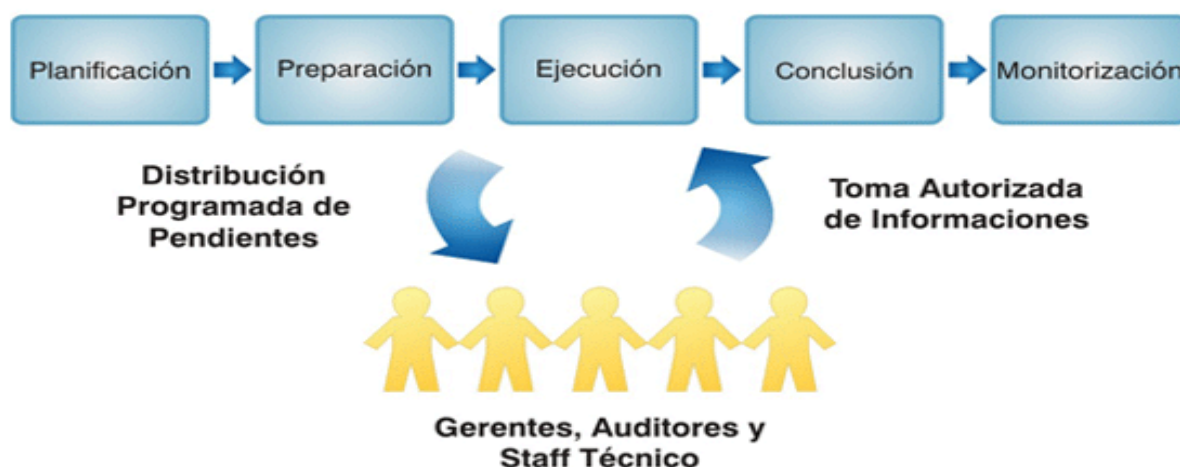 Planificación
Preparación
Ejecución
Conclusión
Monitorización
Distribución
Programada de
Pendientes
Toma Autorizada
de Informaciones
Gerentes, Auditores y
Staff Técnico